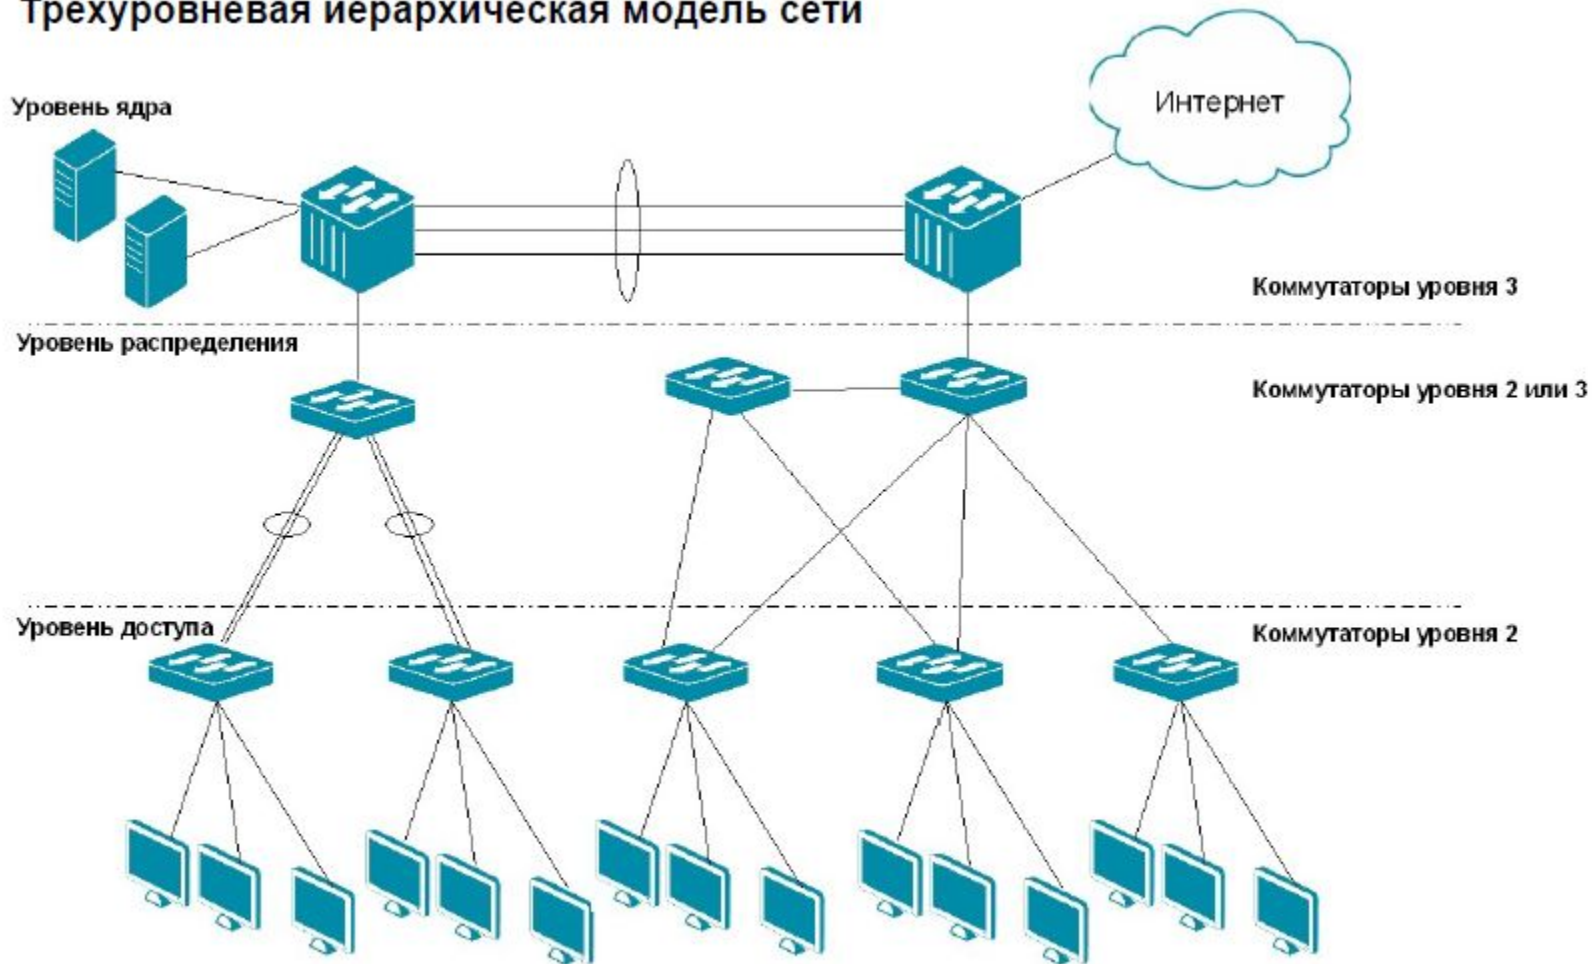 Трехуровневая иерархическая модель сети
Интернет
Уровень ядра
Коммутаторы уровня 3
Уровень распределения
Коммутаторы уровня 2 или 3
Уровень доступа
Коммутаторы уровня 2